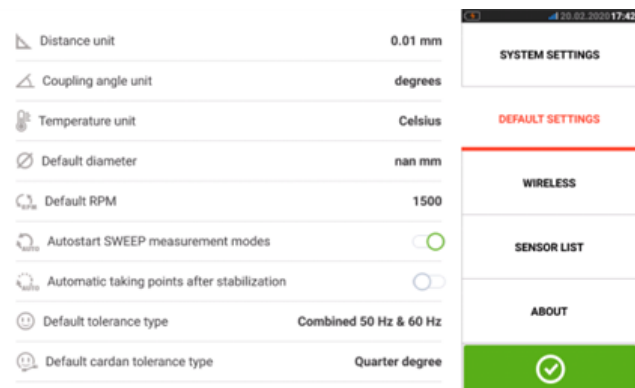 20.02.2020 17:42
Distance unit 0.01 mm
Coupling angle unit degrees
Temperature unit Celsius
Default diameter nan mm
Default RPM 1500
Autostart SWEEP measurement modes
Automatic taking points after stabilization
Default tolerance type Combined 50 Hz & 60 Hz
Default cardan tolerance type Quarter degree
SYSTEM SETTINGS
DEFAULT SETTINGS
WIRELESS
SENSOR LIST
ABOUT